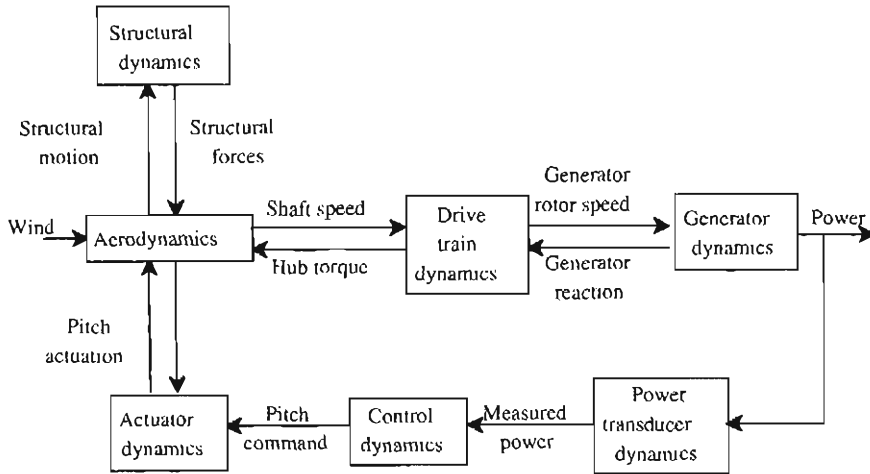 Structural
dynamics
Structural
motion
Structural
forces
Wind
Aerodynamics
Shaft speed
Hub torque
Drive
train
dynamics
Generator
rotor speed
Generator
reaction
Generator
dynamics
Power
Pitch
actuation
Actuator
dynamics
Pitch
command
Control
dynamics
Measured
power
Power
transducer
dynamics